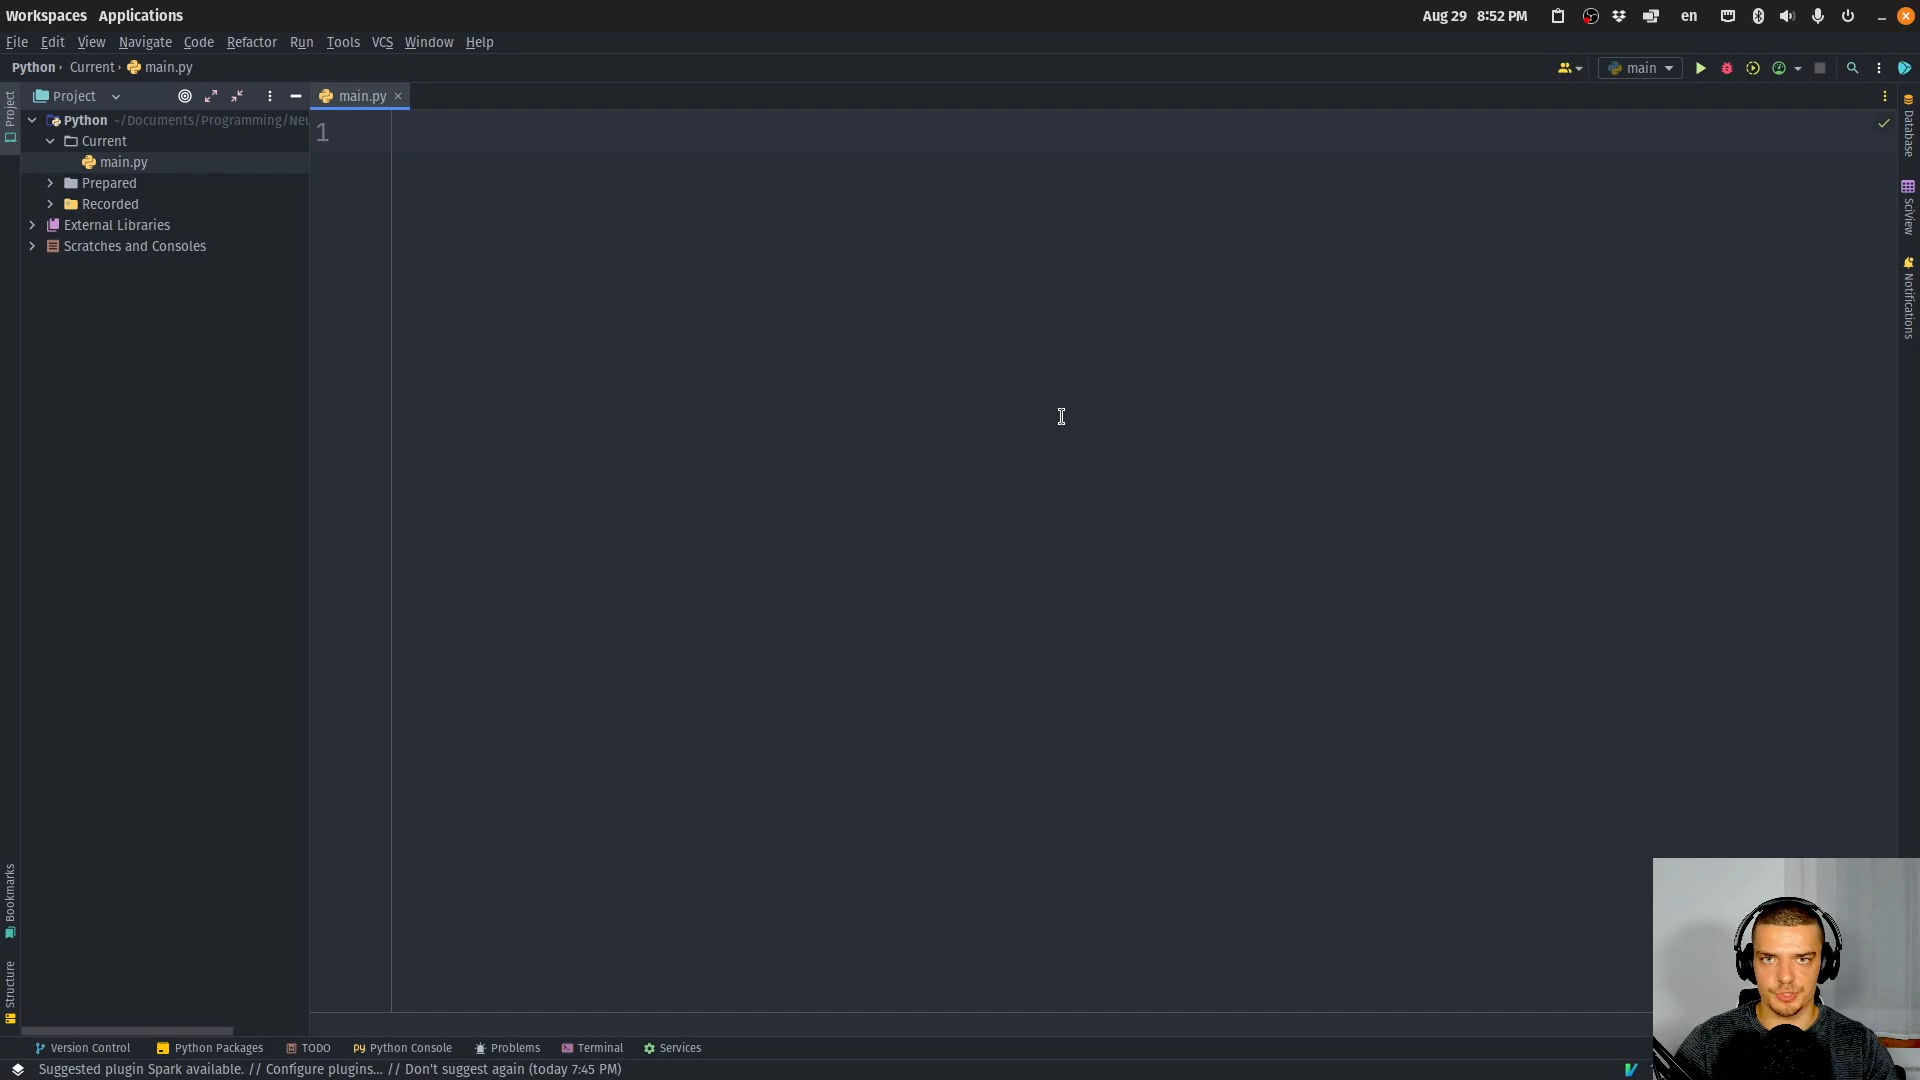 Workspaces Applications
Aug 29 8:52 PM
en
File Edit View Navigate Code Refactor Run Tools VCS Window Help
Python Current main.py
main
Project
main.py
1
Python ~/Documents/Programming/Neu
Current
main.py
Prepared
Recorded
External Libraries
Scratches and Consoles
Project
Bookmarks
Structure
Database
SciView
Notifications
Version Control Python Packages TODO Python Console Problems Terminal Services
Suggested plugin Spark available. // Configure plugins... // Don't suggest again (today 7:45 PM)